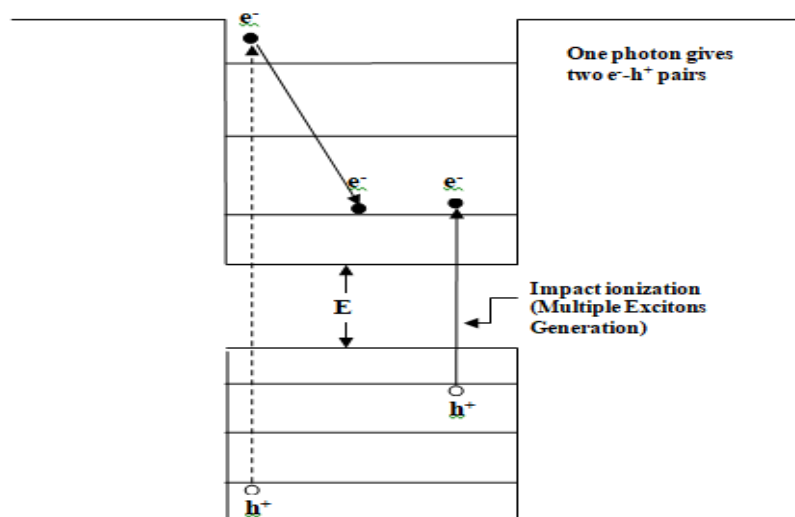 e⁻
One photon gives
two e⁻-h⁺ pairs
e⁻
e⁻
E
Impact ionization
(Multiple Excitons
Generation)
h⁺
h⁺